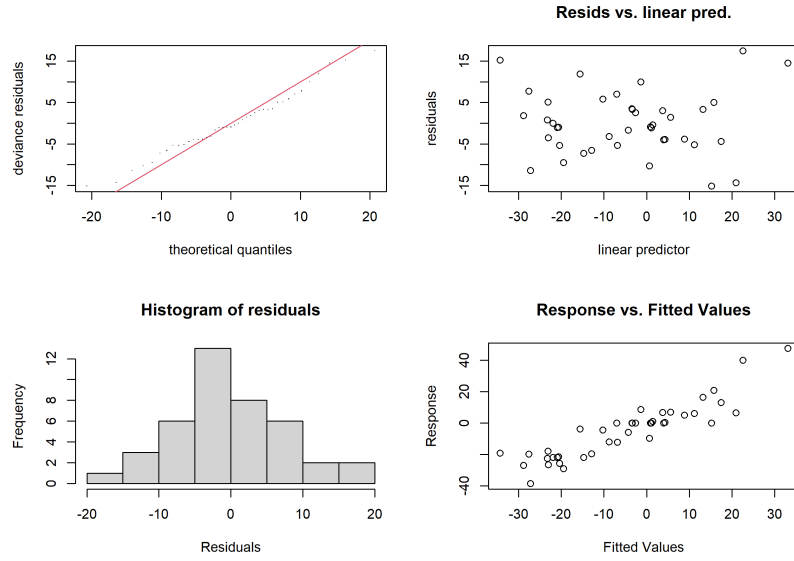 deviance residuals
15
5
-5
-15
-20 -10 0 10 20
theoretical quantiles
Resids vs. linear pred.
residuals
15
5
-5
-15
-30 -20 -10 0 10 20 30
linear predictor
Histogram of residuals
Frequency
12
8
6
4
2
0
-20 -10 0 10 20
Residuals
Response vs. Fitted Values
Response
40
20
0
-40
-30 -20 -10 0 10 20 30
Fitted Values